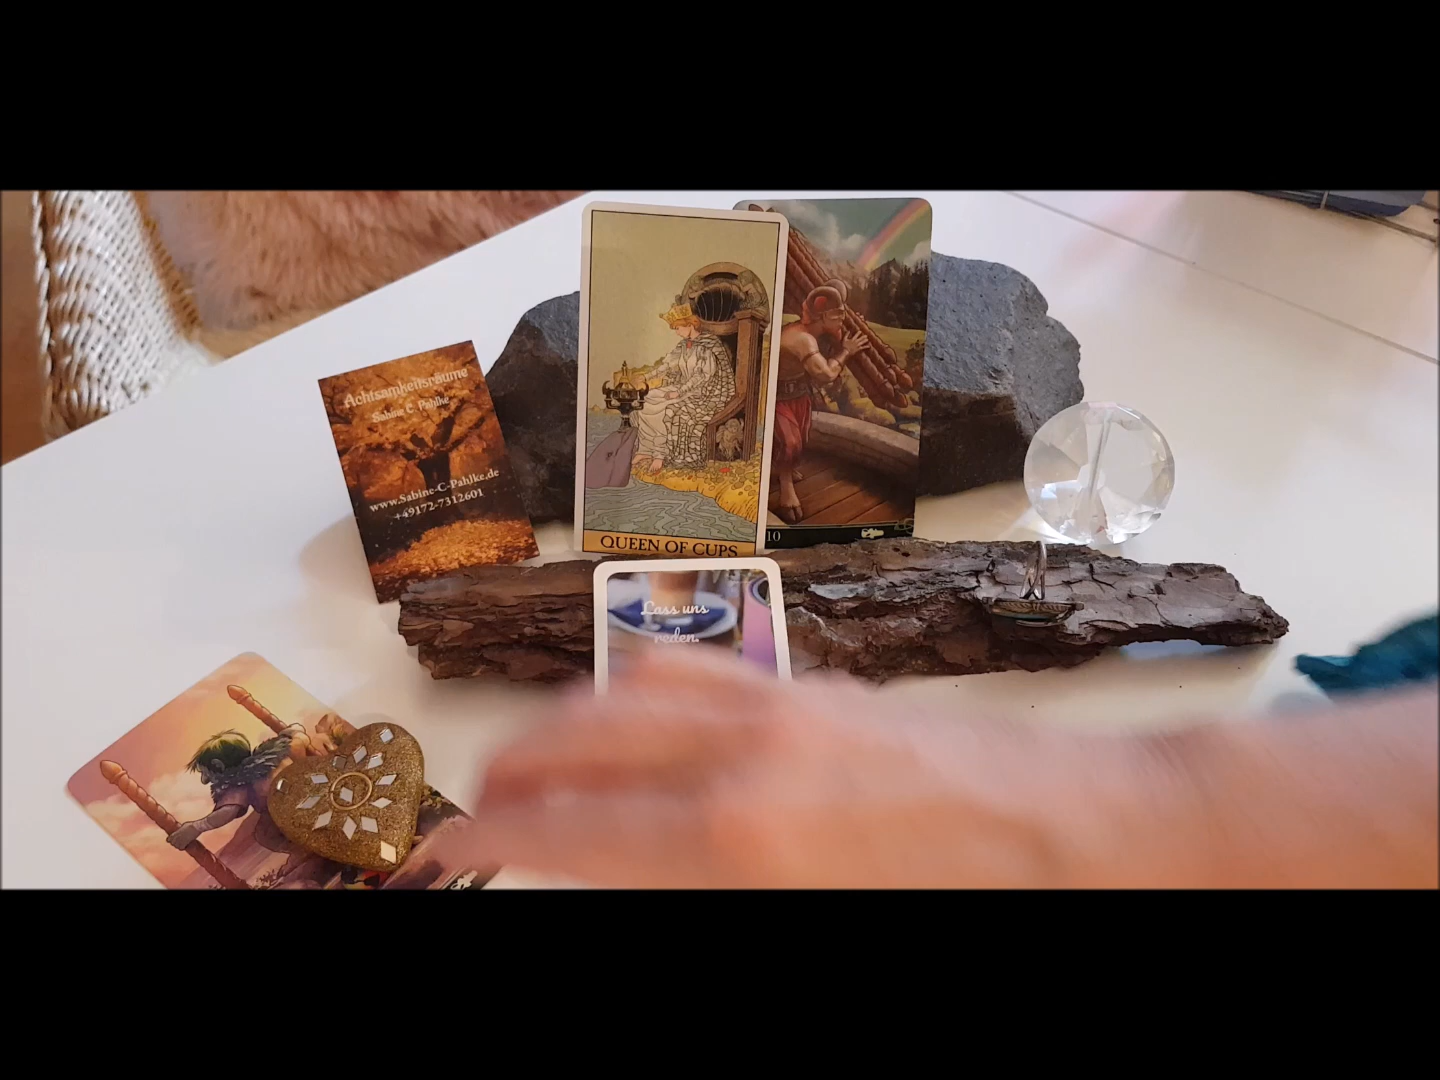 Achtsamkeitsräume
Sabine C. Pahlke
www.Sabine-C-Pahlke.de
+49172-7312601
QUEEN OF CUPS
10
Lass uns
reden.